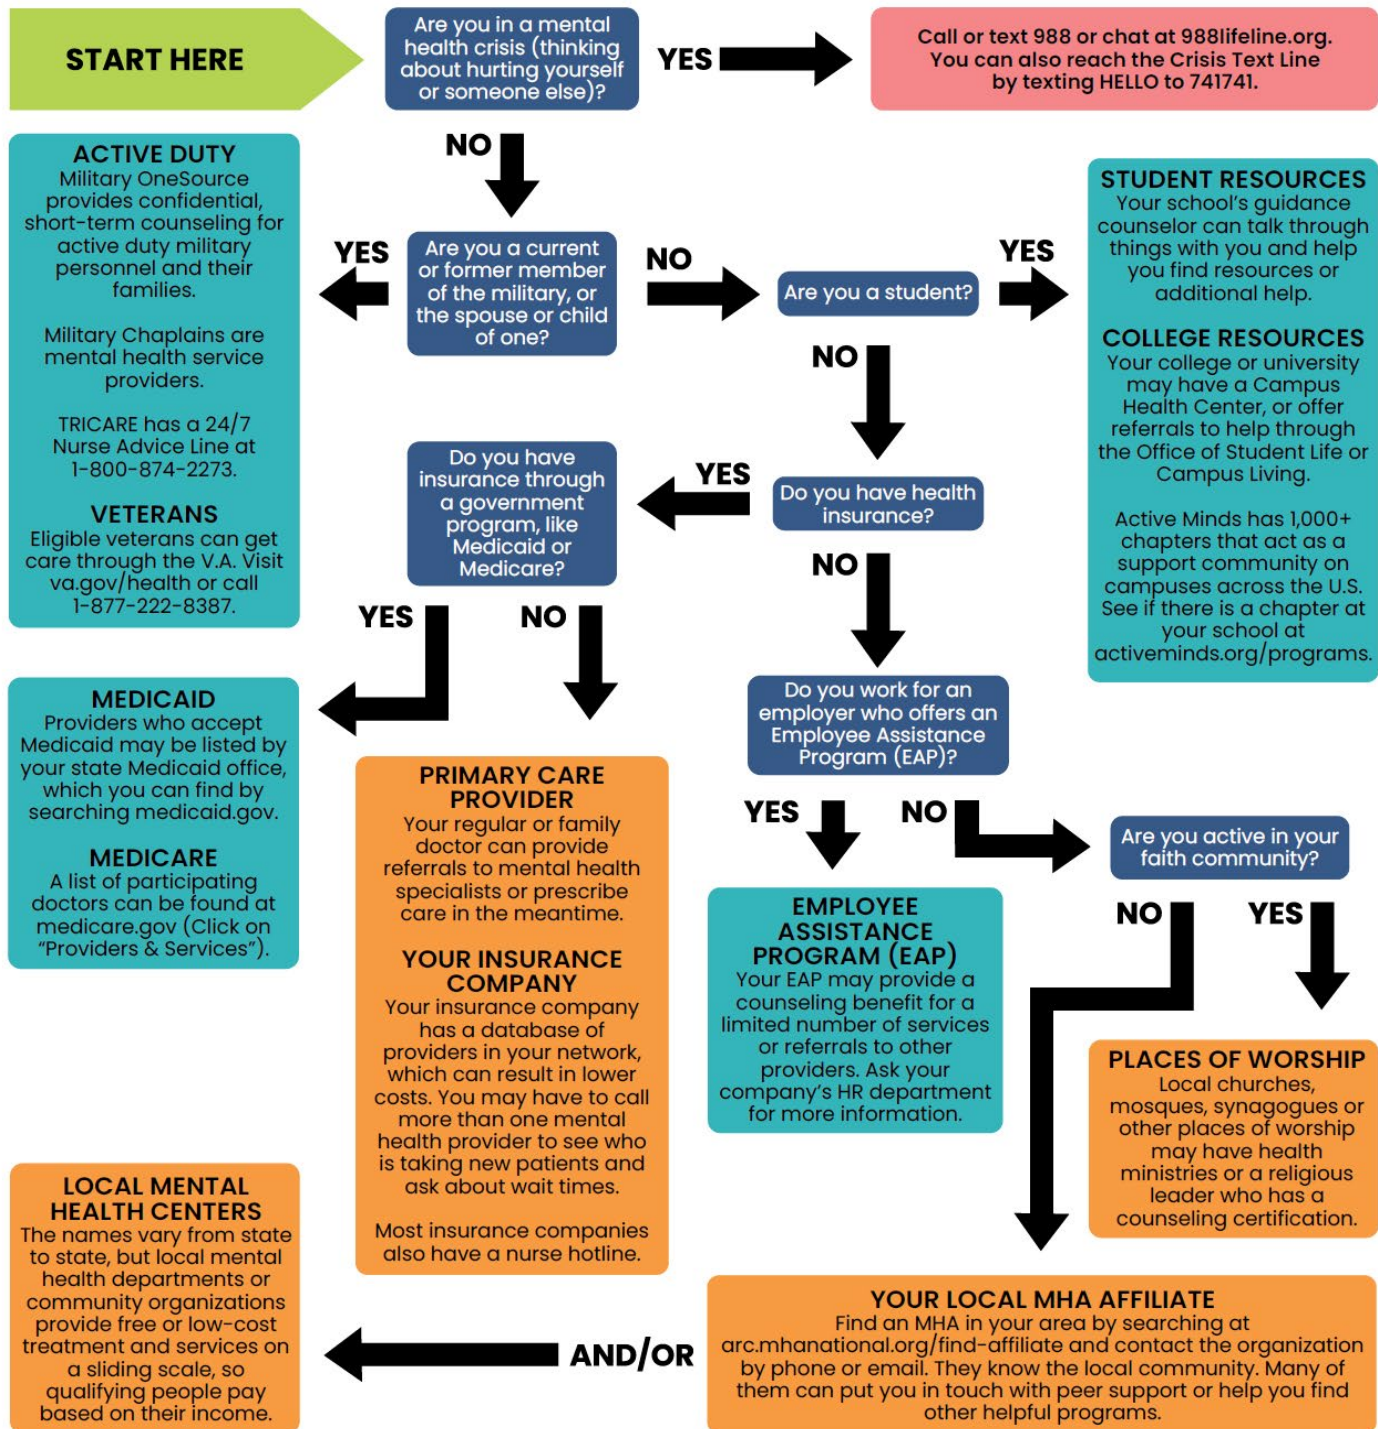 START HERE
Are you in a mental
health crisis (thinking
about hurting yourself
or someone else)?
YES
Call or text 988 or chat at 988lifeline.org.
You can also reach the Crisis Text Line
by texting HELLO to 741741.
NO
ACTIVE DUTY
Military OneSource
provides confidential,
short-term counseling for
active duty military
personnel and their
families.
Military Chaplains are
mental health service
providers.
TRICARE has a 24/7
Nurse Advice Line at
1-800-874-2273.
VETERANS
Eligible veterans can get
care through the V.A. Visit
va.gov/health or call
1-877-222-8387.
YES
Are you a current
or former member
of the military, or
the spouse or child
of one?
NO
Are you a student?
YES
STUDENT RESOURCES
Your school's guidance
counselor can talk through
things with you and help
you find resources or
additional help.
COLLEGE RESOURCES
Your college or university
may have a Campus
Health Center, or offer
referrals to help through
the Office of Student Life or
Campus Living.
Active Minds has 1,000+
chapters that act as a
support community on
campuses across the U.S.
See if there is a chapter at
your school at
activeminds.org/programs.
NO
Do you have health
insurance?
YES
Do you have
insurance through
a government
program, like
Medicaid or
Medicare?
YES
NO
MEDICAID
Providers who accept
Medicaid may be listed by
your state Medicaid office,
which you can find by
searching medicaid.gov.
MEDICARE
A list of participating
doctors can be found at
medicare.gov (Click on
“Providers & Services”).
PRIMARY CARE
PROVIDER
Your regular or family
doctor can provide
referrals to mental health
specialists or prescribe
care in the meantime.
YOUR INSURANCE
COMPANY
Your insurance company
has a database of
providers in your network,
which can result in lower
costs. You may have to call
more than one mental
health provider to see who
is taking new patients and
ask about wait times.
Most insurance companies
also have a nurse hotline.
NO
Do you work for an
employer who offers an
Employee Assistance
Program (EAP)?
YES
NO
EMPLOYEE
ASSISTANCE
PROGRAM (EAP)
Your EAP may provide a
counseling benefit for a
limited number of services
or referrals to other
providers. Ask your
company's HR department
for more information.
Are you active in your
faith community?
NO
YES
PLACES OF WORSHIP
Local churches,
mosques, synagogues or
other places of worship
may have health
ministries or a religious
leader who has a
counseling certification.
YOUR LOCAL MHA AFFILIATE
Find an MHA in your area by searching at
arc.mhanational.org/find-affiliate and contact the organization
by phone or email. They know the local community. Many of
them can put you in touch with peer support or help you find
other helpful programs.
AND/OR
LOCAL MENTAL
HEALTH CENTERS
The names vary from state
to state, but local mental
health departments or
community organizations
provide free or low-cost
treatment and services on
a sliding scale, so
qualifying people pay
based on their income.